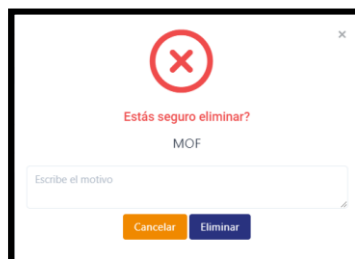 ×
Estás seguro eliminar?
MOF
Escribe el motivo
Cancelar Eliminar